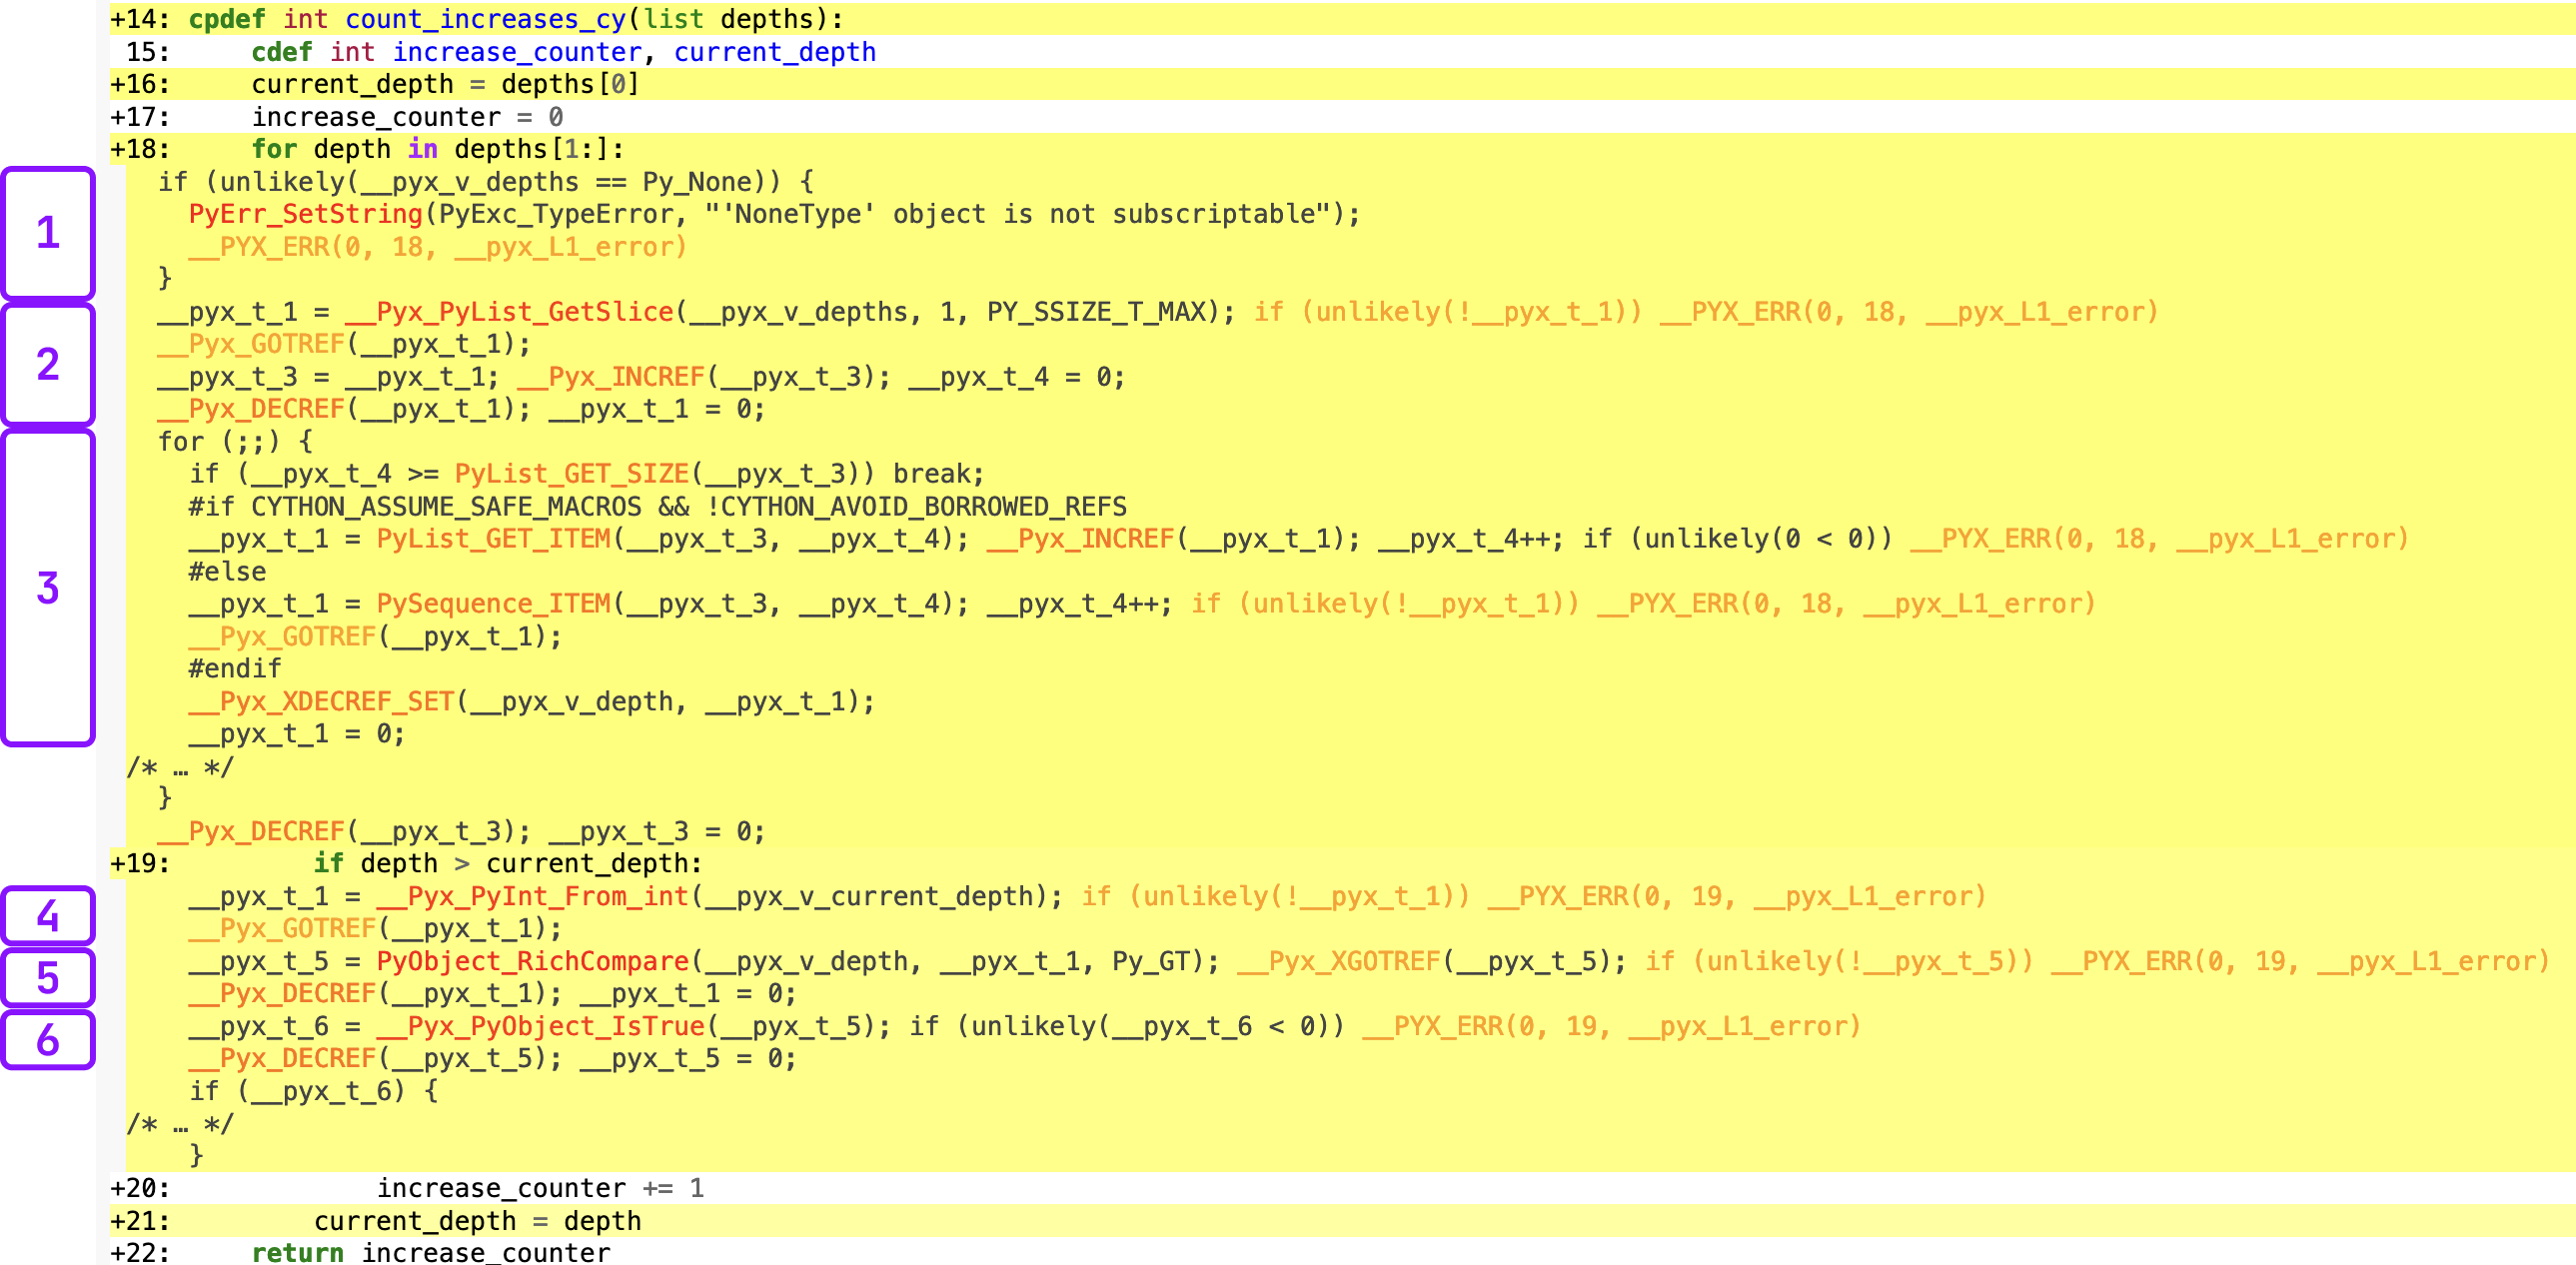 +14: cpdef int count_increases_cy(list depths):
 15:     cdef int increase_counter, current_depth
+16:     current_depth = depths[0]
+17:     increase_counter = 0
+18:     for depth in depths[1:]:
  if (unlikely(__pyx_v_depths == Py_None)) {
1
    PyErr_SetString(PyExc_TypeError, "'NoneType' object is not subscriptable");
    __PYX_ERR(0, 18, __pyx_L1_error)
  }
  __pyx_t_1 = __Pyx_PyList_GetSlice(__pyx_v_depths, 1, PY_SSIZE_T_MAX); if (unlikely(!__pyx_t_1)) __PYX_ERR(0, 18, __pyx_L1_error)
  __Pyx_GOTREF(__pyx_t_1);
2
  __pyx_t_3 = __pyx_t_1; __Pyx_INCREF(__pyx_t_3); __pyx_t_4 = 0;
  __Pyx_DECREF(__pyx_t_1); __pyx_t_1 = 0;
  for (;;) {
    if (__pyx_t_4 >= PyList_GET_SIZE(__pyx_t_3)) break;
    #if CYTHON_ASSUME_SAFE_MACROS && !CYTHON_AVOID_BORROWED_REFS
    __pyx_t_1 = PyList_GET_ITEM(__pyx_t_3, __pyx_t_4); __Pyx_INCREF(__pyx_t_1); __pyx_t_4++; if (unlikely(0 < 0)) __PYX_ERR(0, 18, __pyx_L1_error)
    #else
3
    __pyx_t_1 = PySequence_ITEM(__pyx_t_3, __pyx_t_4); __pyx_t_4++; if (unlikely(!__pyx_t_1)) __PYX_ERR(0, 18, __pyx_L1_error)
    __Pyx_GOTREF(__pyx_t_1);
    #endif
    __Pyx_XDECREF_SET(__pyx_v_depth, __pyx_t_1);
    __pyx_t_1 = 0;
/* … */
  }
  __Pyx_DECREF(__pyx_t_3); __pyx_t_3 = 0;
+19:         if depth > current_depth:
    __pyx_t_1 = __Pyx_PyInt_From_int(__pyx_v_current_depth); if (unlikely(!__pyx_t_1)) __PYX_ERR(0, 19, __pyx_L1_error)
4
    __Pyx_GOTREF(__pyx_t_1);
    __pyx_t_5 = PyObject_RichCompare(__pyx_v_depth, __pyx_t_1, Py_GT); __Pyx_XGOTREF(__pyx_t_5); if (unlikely(!__pyx_t_5)) __PYX_ERR(0, 19, __pyx_L1_error)
5
    __Pyx_DECREF(__pyx_t_1); __pyx_t_1 = 0;
    __pyx_t_6 = __Pyx_PyObject_IsTrue(__pyx_t_5); if (unlikely(__pyx_t_6 < 0)) __PYX_ERR(0, 19, __pyx_L1_error)
6
    __Pyx_DECREF(__pyx_t_5); __pyx_t_5 = 0;
    if (__pyx_t_6) {
/* … */
    }
+20:             increase_counter += 1
+21:         current_depth = depth
+22:     return increase_counter